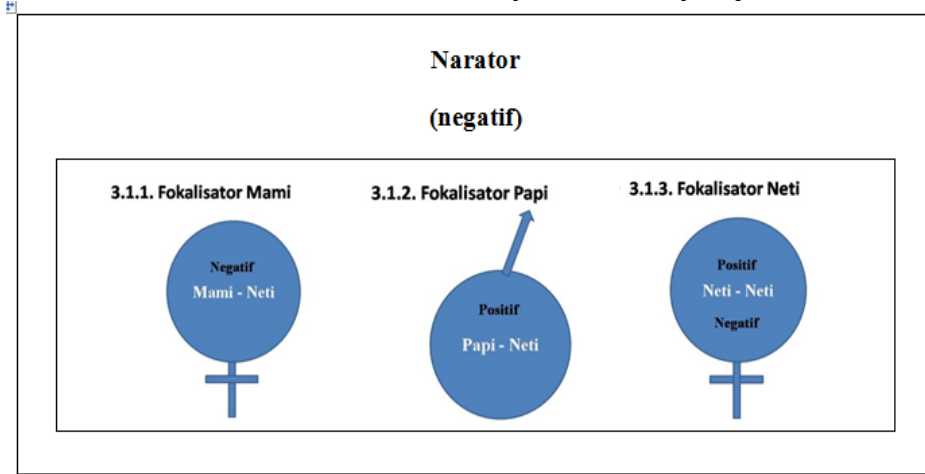 Narator
(negatif)
3.1.1. Fokalisator Mami
3.1.2. Fokalisator Papi
3.1.3. Fokalisator Neti
Negatif
Mami - Neti
Positif
Papi - Neti
Positif
Neti - Neti
Negatif